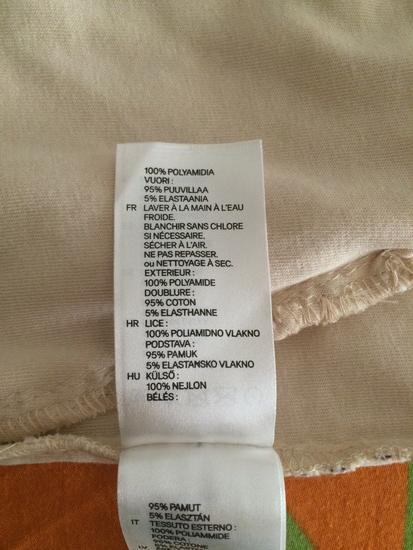 100% POLYAMIDIA
VUORI :
95% PUUVILLAA
5% ELASTAANIA
FR LAVER À LA MAIN À L'EAU
FROIDE.
BLANCHIR SANS CHLORE
SI NÉCESSAIRE.
SÉCHER À L'AIR.
NE PAS REPASSER.
ou NETTOYAGE À SEC.
EXTERIEUR :
100% POLYAMIDE
DOUBLURE :
95% COTON
5% ELASTHANNE
HR LICE :
100% POLIAMIDNO VLAKNO
PODSTAVA :
95% PAMUK
5% ELASTANSKO VLAKNO
HU KÜLSŐ :
100% NEJLON
BÉLÉS :
95% PAMUT
5% ELASZTÁN
IT TESSUTO ESTERNO :
100% POLIAMMIDE
FODERA :
95% COTONE